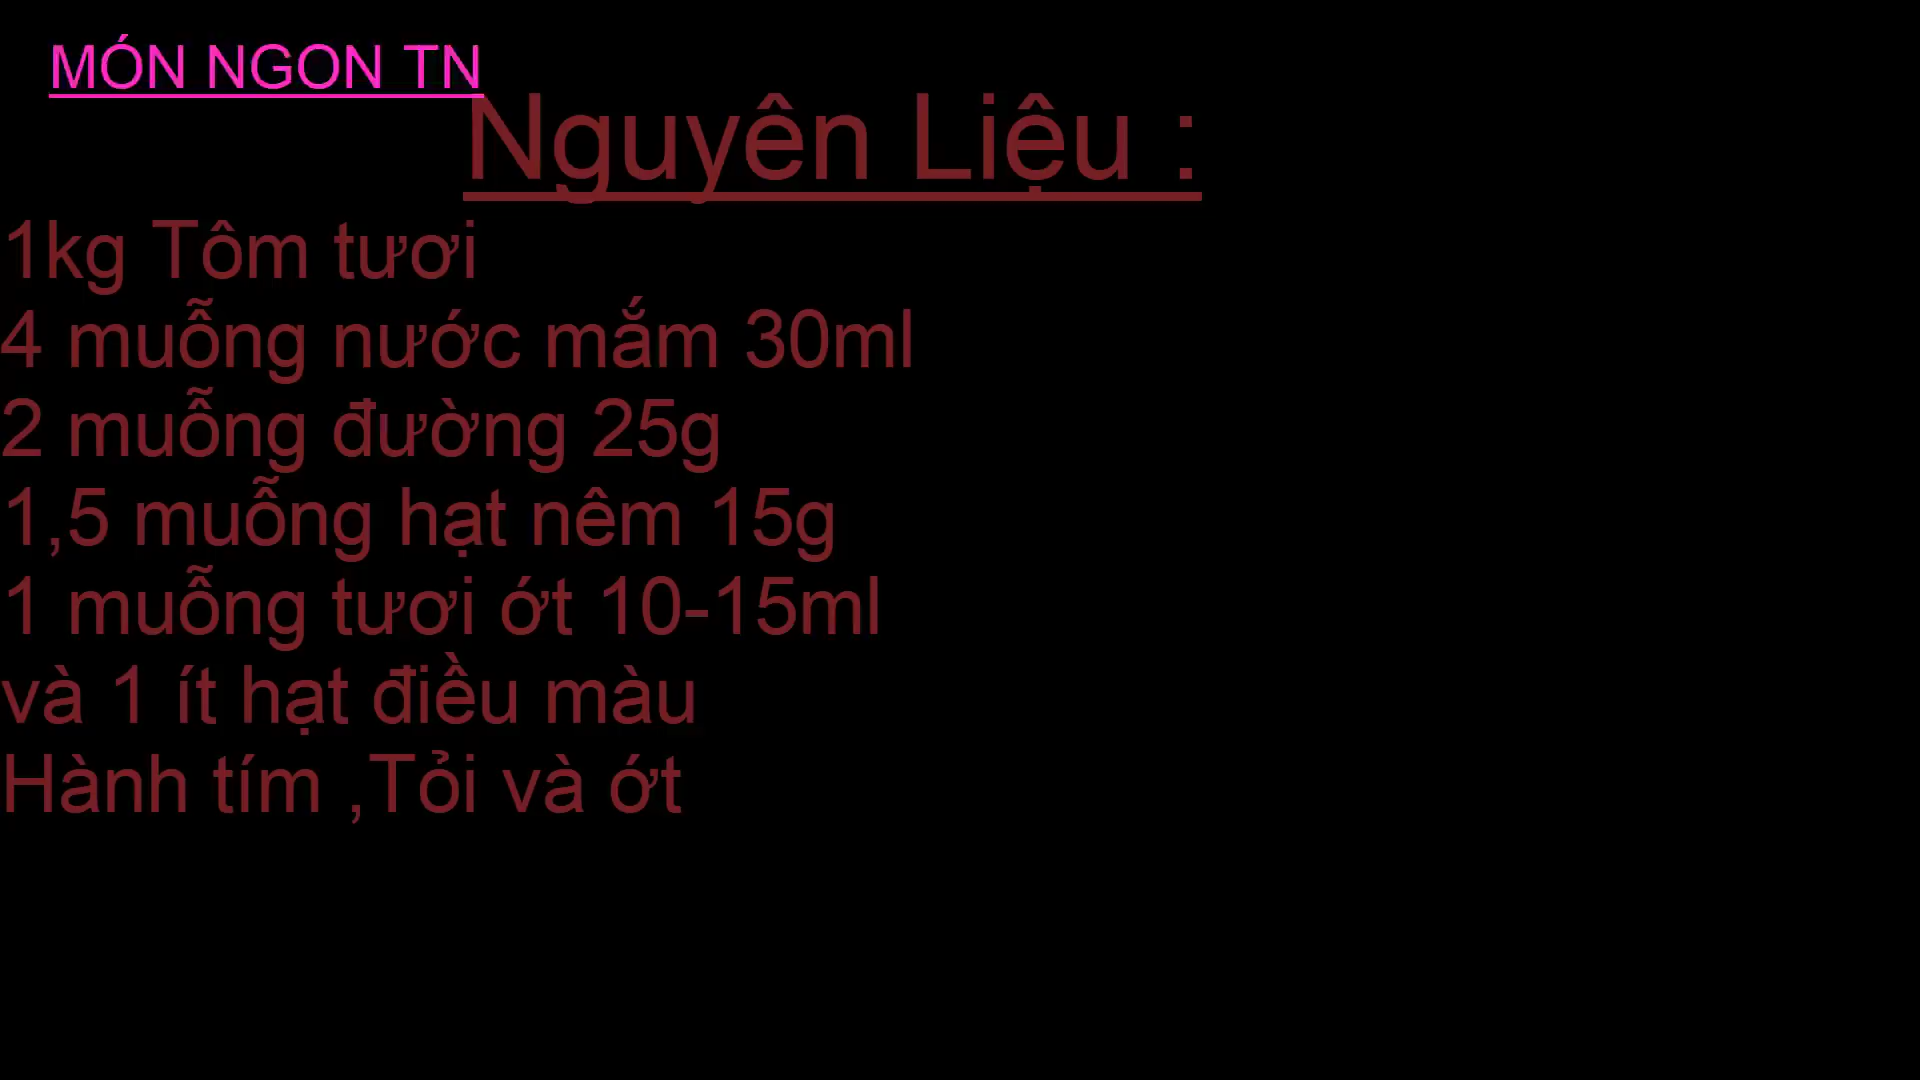 MÓN NGON TN
Nguyên Liệu :
1kg Tôm tươi
4 muỗng nước mắm 30ml
2 muỗng đường 25g
1,5 muỗng hạt nêm 15g
1 muỗng tươi ớt 10-15ml
và 1 ít hạt điều màu
Hành tím ,Tỏi và ớt